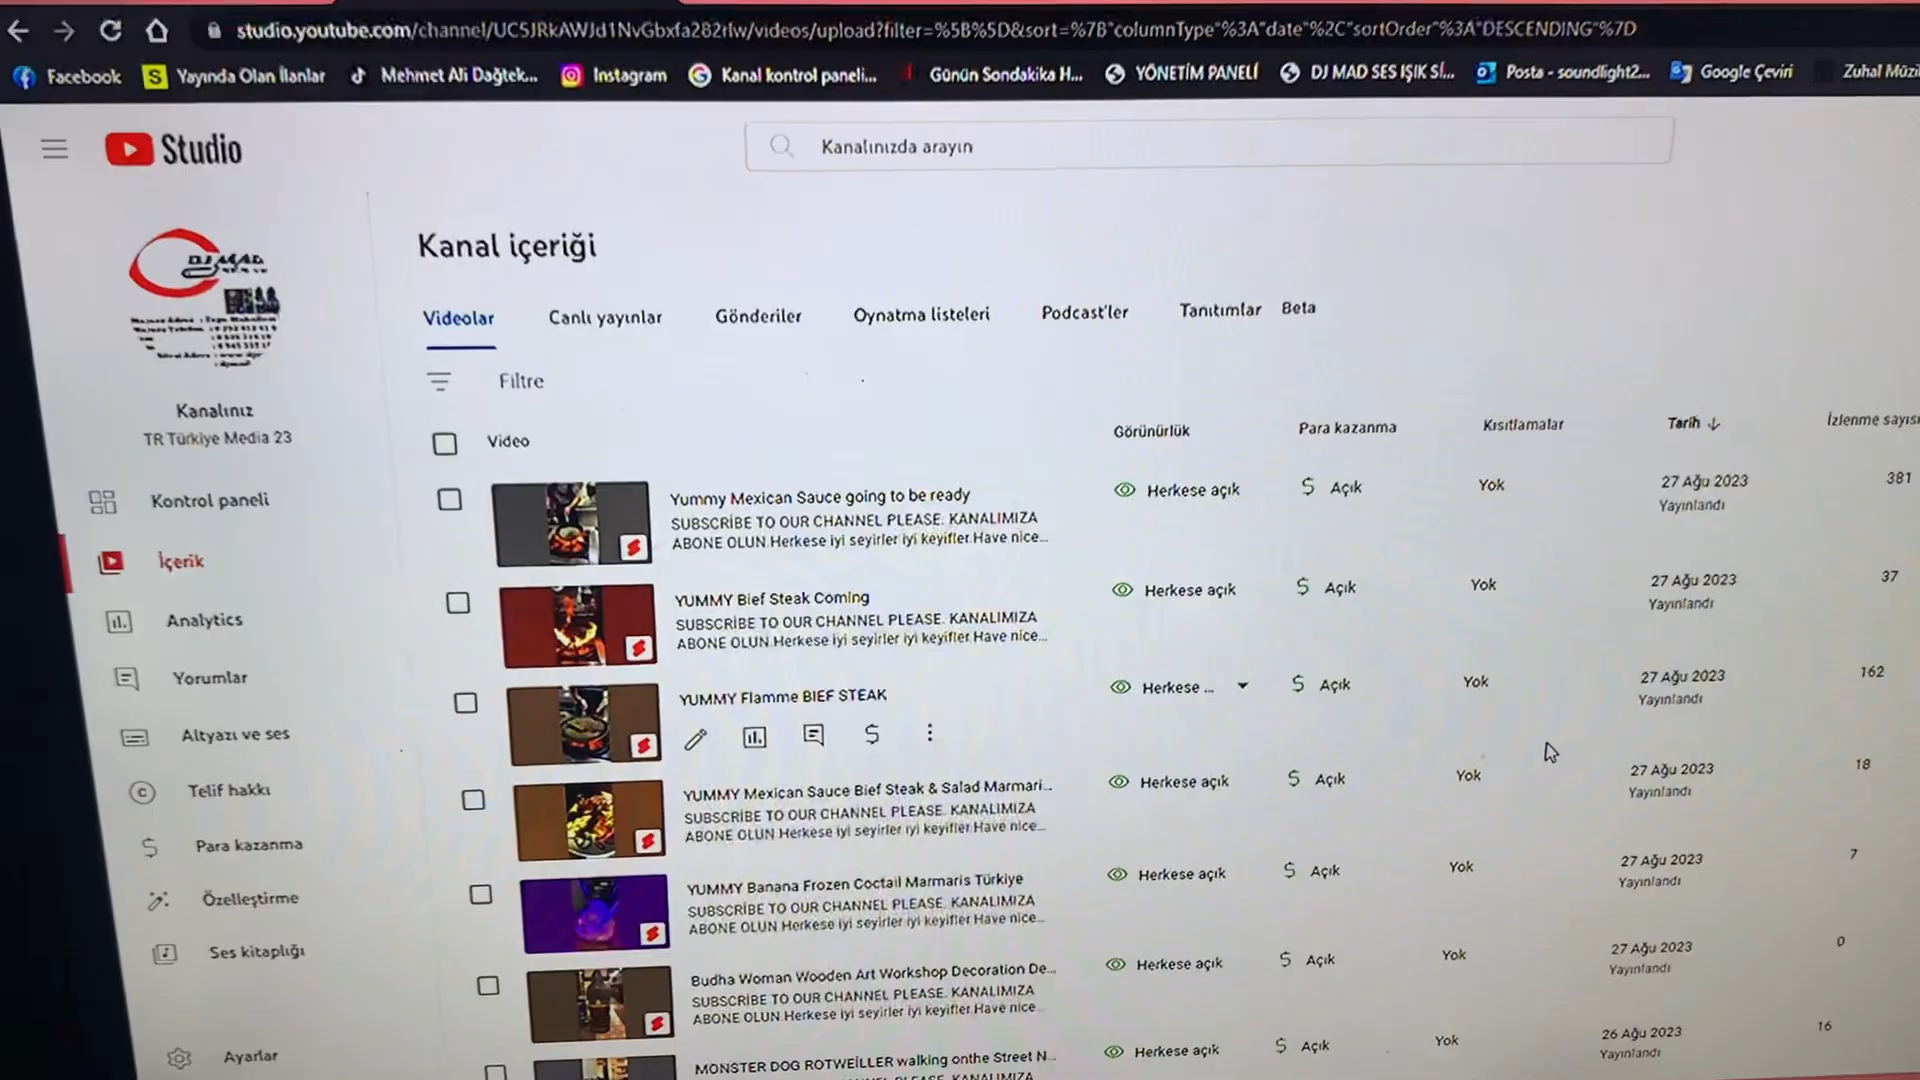 studio.youtube.com/channel/UC5JRkAWJd1NvGbxfa282rlw/videos/upload?filter=%5B%5D&sort=%7B"columnType"%3A"date"%2C"sortOrder"%3A"DESCENDING"%7D
Facebook S Yayında Olan İlanlar Mehmet Ali Dağtek... Instagram Kanal kontrol paneli... Günün Sondakika H... YÖNETİM PANELİ DJ MAD SES IŞIK Sİ... Posta - soundlight2... Google Çeviri Zuhal Müzi
Studio
Kanalınızda arayın
DJ MAD
Kanal içeriği
Videolar Canlı yayınlar Gönderiler Oynatma listeleri Podcast'ler Tanıtımlar Beta
Filtre
Kanalınız
TR Türkiye Media 23
Video Görünürlük Para kazanma Kısıtlamalar Tarih ↓ İzlenme sayısı
Kontrol paneli
İçerik
Analytics
Yorumlar
Altyazı ve ses
Telif hakkı
Para kazanma
Özelleştirme
Ses kitaplığı
Ayarlar
Yummy Mexican Sauce going to be ready
SUBSCRİBE TO OUR CHANNEL PLEASE. KANALIMIZA
ABONE OLUN.Herkese iyi seyirler iyi keyifler.Have nice...
Herkese açık $ Açık Yok 27 Ağu 2023 381
Yayınlandı
YUMMY Bief Steak Coming
SUBSCRİBE TO OUR CHANNEL PLEASE. KANALIMIZA
ABONE OLUN.Herkese iyi seyirler iyi keyifler.Have nice...
Herkese açık $ Açık Yok 27 Ağu 2023 37
Yayınlandı
YUMMY Flamme BIEF STEAK
Herkese ... $ Açık Yok 27 Ağu 2023 162
Yayınlandı
YUMMY Mexican Sauce Bief Steak & Salad Marmari...
SUBSCRİBE TO OUR CHANNEL PLEASE. KANALIMIZA
ABONE OLUN.Herkese iyi seyirler iyi keyifler.Have nice...
Herkese açık $ Açık Yok 27 Ağu 2023 18
Yayınlandı
YUMMY Banana Frozen Coctail Marmaris Türkiye
SUBSCRİBE TO OUR CHANNEL PLEASE. KANALIMIZA
ABONE OLUN.Herkese iyi seyirler iyi keyifler.Have nice...
Herkese açık $ Açık Yok 27 Ağu 2023 7
Yayınlandı
Budha Woman Wooden Art Workshop Decoration De...
SUBSCRİBE TO OUR CHANNEL PLEASE. KANALIMIZA
ABONE OLUN.Herkese iyi seyirler iyi keyifler.Have nice...
Herkese açık $ Açık Yok 27 Ağu 2023 0
Yayınlandı
MONSTER DOG ROTWEİLLER walking onthe Street N...
Herkese açık $ Açık Yok 26 Ağu 2023 16
Yayınlandı